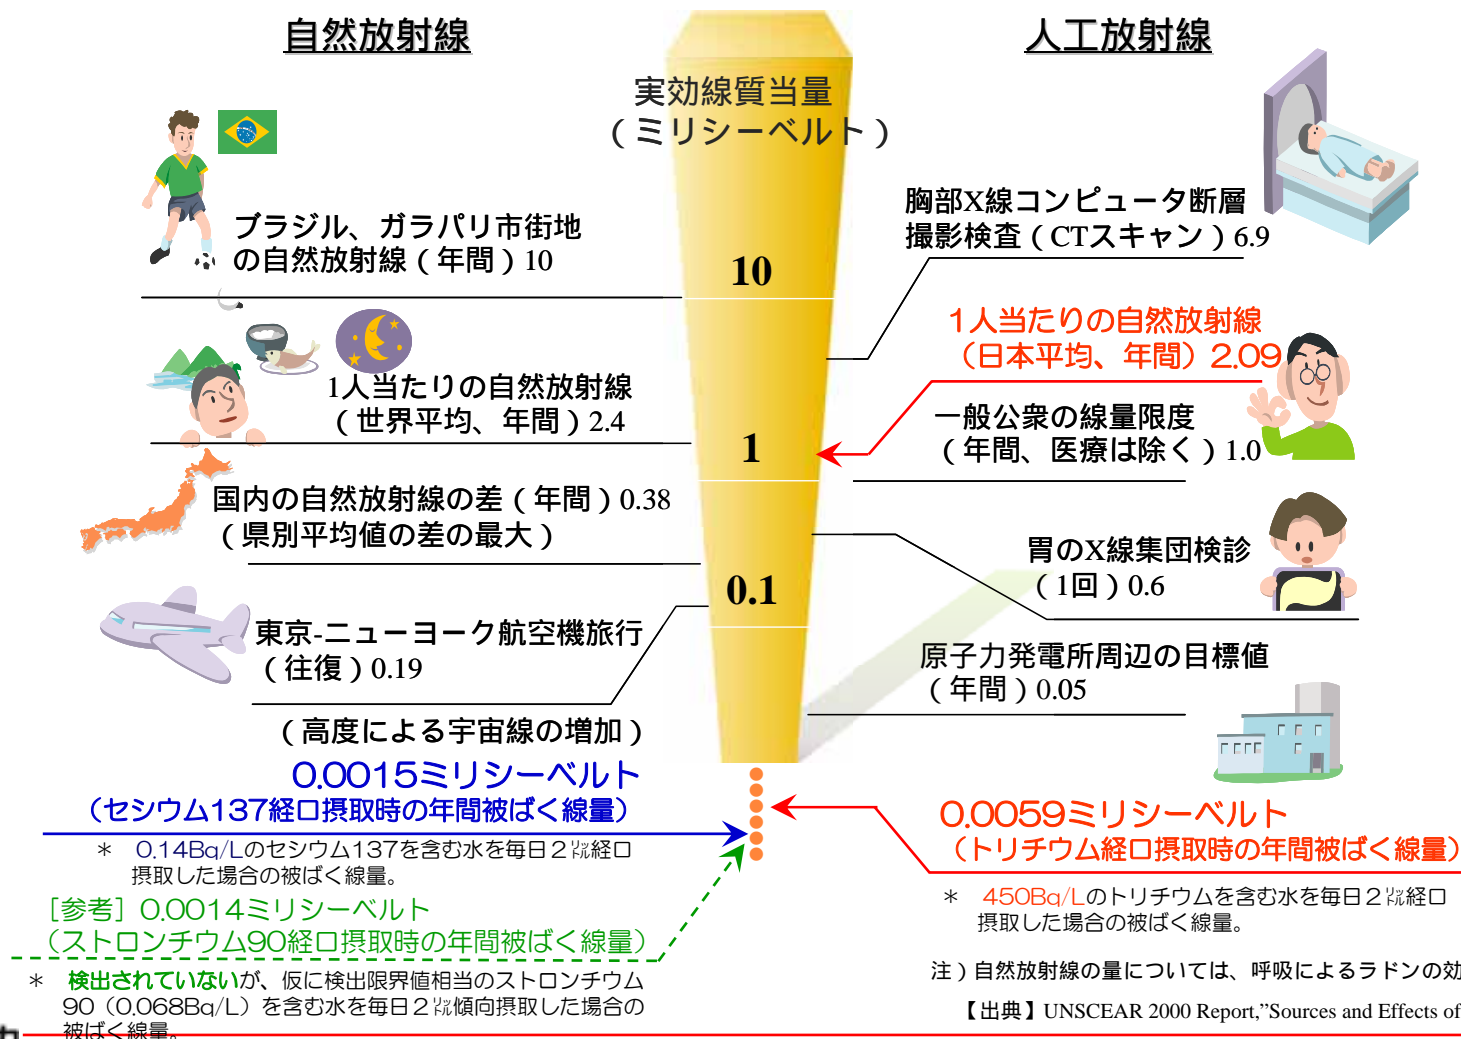 自然放射線
人工放射線
実効線質当量
（ミリシーベルト）
10
1
0.1
ブラジル、ガラパリ市街地
の自然放射線（年間）10
1人当たりの自然放射線
（世界平均、年間）2.4
国内の自然放射線の差（年間）0.38
（県別平均値の差の最大）
東京-ニューヨーク航空機旅行
（往復）0.19
（高度による宇宙線の増加）
0.0015ミリシーベルト
（セシウム137経口摂取時の年間被ばく線量）
＊ 0.14Bq/Lのセシウム137を含む水を毎日２㍑経口
摂取した場合の被ばく線量。
［参考］0.0014ミリシーベルト
（ストロンチウム90経口摂取時の年間被ばく線量）
＊ 検出されていないが、仮に検出限界値相当のストロンチウム
90（0.068Bq/L）を含む水を毎日２㍑傾向摂取した場合の
被ばく線量。
胸部X線コンピュータ断層
撮影検査（CTスキャン）6.9
1人当たりの自然放射線
（日本平均、年間）2.09
一般公衆の線量限度
（年間、医療は除く）1.0
胃のX線集団検診
（1回）0.6
原子力発電所周辺の目標値
（年間）0.05
0.0059ミリシーベルト
（トリチウム経口摂取時の年間被ばく線量）
＊ 450Bq/Lのトリチウムを含む水を毎日２㍑経口
摂取した場合の被ばく線量。
注）自然放射線の量については、呼吸によるラドンの効
【出典】UNSCEAR 2000 Report,”Sources and Effects of